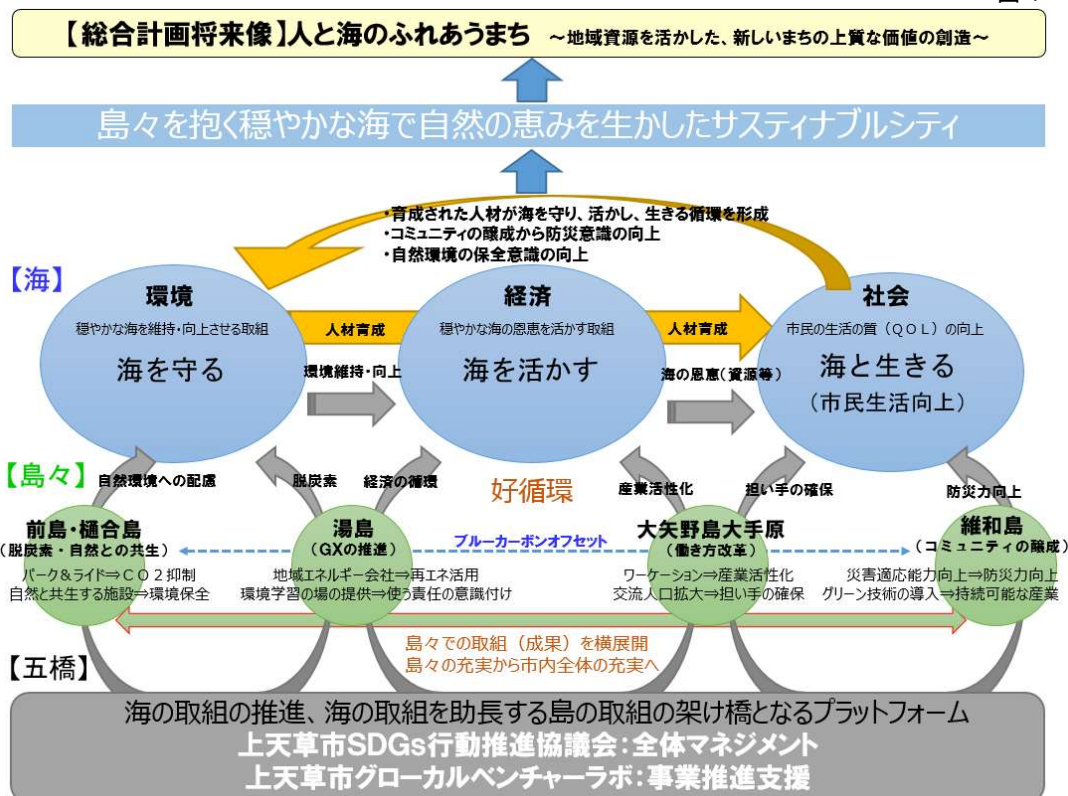 【総合計画将来像】人と海のふれあうまち ～地域資源を活かした、新しいまちの上質な価値の創造～
島々を抱く穏やかな海で自然の恵みを生かしたサスティナブルシティ
・育成された人材が海を守り、活かし、生きる循環を形成
・コミュニティの醸成から防災意識の向上
・自然環境の保全意識の向上
【海】
環境
穏やかな海を維持・向上させる取組
海を守る
人材育成
環境維持・向上
経済
穏やかな海の恩恵を活かす取組
海を活かす
人材育成
海の恩恵（資源等）
社会
市民の生活の質（ＱＯＬ）の向上
海と生きる
（市民生活向上）
【島々】
自然環境への配慮
脱炭素
経済の循環
好循環
産業活性化
担い手の確保
防災力向上
前島・樋合島
（脱炭素・自然との共生）
パーク&ライド⇒ＣＯ２抑制
自然と共生する施設⇒環境保全
湯島
（GXの推進）
地域エネルギー会社⇒再エネ活用
環境学習の場の提供⇒使う責任の意識付け
ブルーカーボンオフセット
大矢野島大手原
（働き方改革）
ワーケーション⇒産業活性化
交流人口拡大⇒担い手の確保
維和島
（コミュニティの醸成）
災害適応能力向上⇒防災力向上
グリーン技術の導入⇒持続可能な産業
島々での取組（成果）を横展開
島々の充実から市内全体の充実へ
【五橋】
海の取組の推進、海の取組を助長する島の取組の架け橋となるプラットフォーム
上天草市SDGs行動推進協議会：全体マネジメント
上天草市グローカルベンチャーラボ：事業推進支援